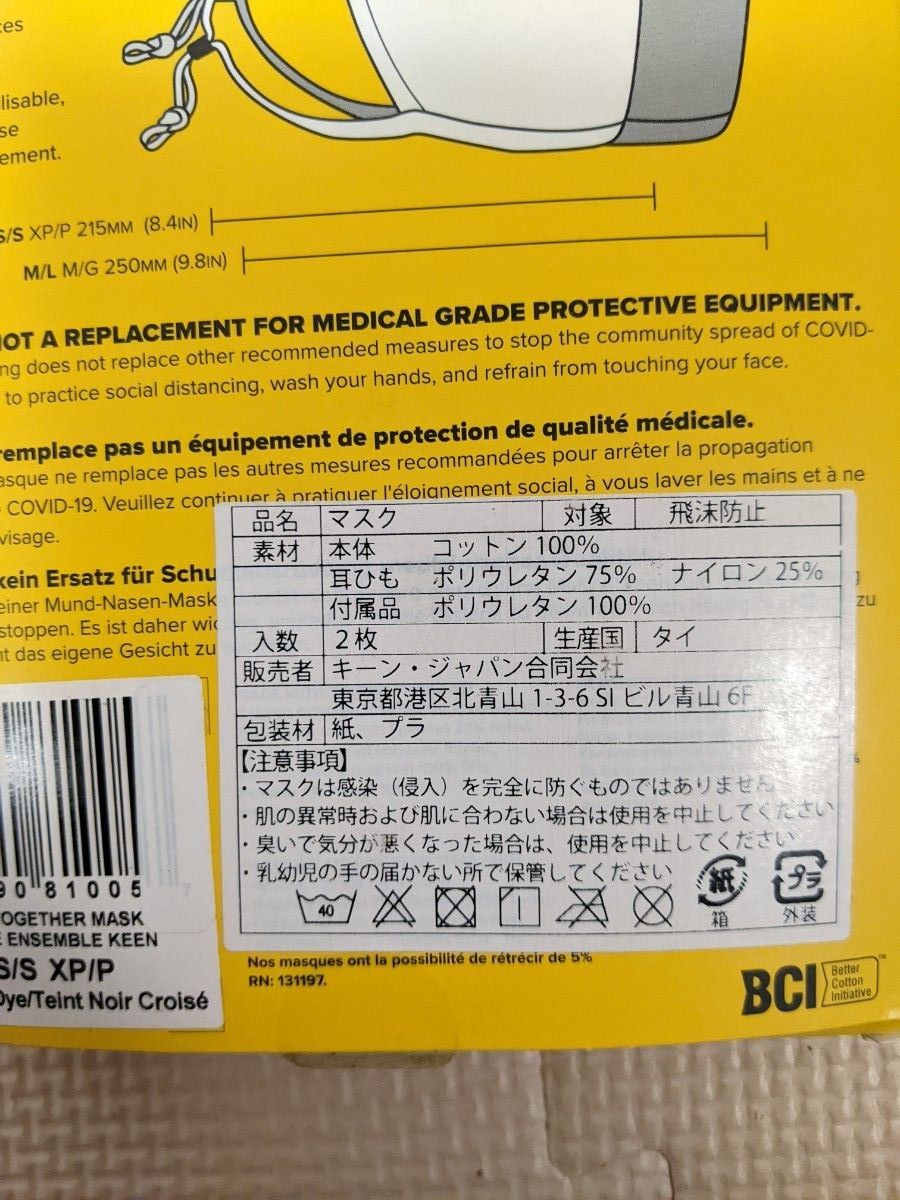 ces
lisable,
se
ement.
S/S XP/P 215MM (8.4IN)
M/L M/G 250MM (9.8IN)
OT A REPLACEMENT FOR MEDICAL GRADE PROTECTIVE EQUIPMENT.
ng does not replace other recommended measures to stop the community spread of COVID-
to practice social distancing, wash your hands, and refrain from touching your face.
remplace pas un équipement de protection de qualité médicale.
asque ne remplace pas les autres mesures recommandées pour arrêter la propagation
COVID-19. Veuillez continuer à pratiquer l'éloignement social, à vous laver les mains et à ne
visage.
kein Ersatz für Schu
einer Mund-Nasen-Mask
zu
stoppen. Es ist daher wic
nt das eigene Gesicht zu
品名 マスク 対象 飛沫防止
素材 本体 コットン 100%
耳ひも ポリウレタン 75% ナイロン 25%
付属品 ポリウレタン 100%
入数 2枚 生産国 タイ
販売者 キーン・ジャパン合同会社
東京都港区北青山 1-3-6 SI ビル青山 6F
包装材 紙、プラ
【注意事項】
・マスクは感染（侵入）を完全に防ぐものではありません
・肌の異常時および肌に合わない場合は使用を中止してください
・臭いで気分が悪くなった場合は、使用を中止してください
・乳幼児の手の届かない所で保管してください
40
紙
箱
プラ
外装
90 81005 7
OGETHER MASK
E ENSEMBLE KEEN
S/S XP/P
Dye/Teint Noir Croisé
Nos masques ont la possibilité de rétrécir de 5%
RN: 131197.
BCI Better
Cotton
Initiative™